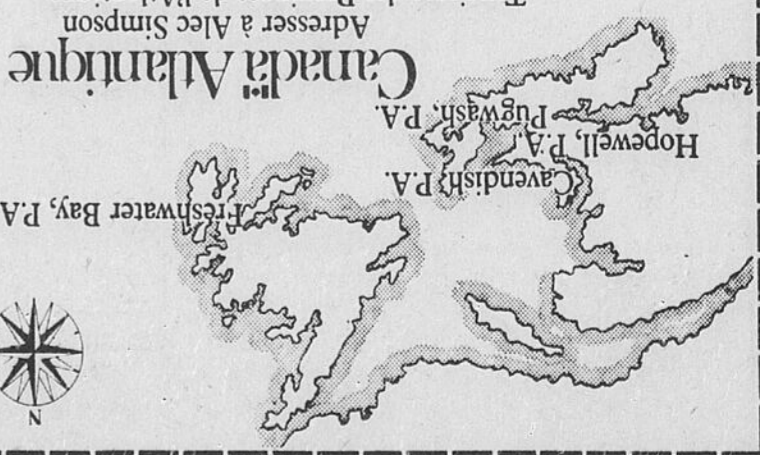 N
Freshwater Bay, P.A
Cavendish, P.A.
Hopewell, P.A.
Pugwash, P.A.
Canada Atlantique
Adresser à Alec Simpson